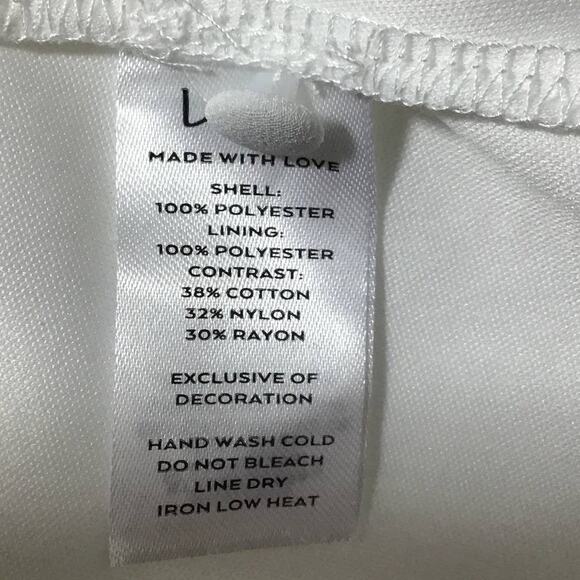 MADE WITH LOVE
SHELL:
100% POLYESTER
LINING:
100% POLYESTER
CONTRAST:
38% COTTON
32% NYLON
30% RAYON
EXCLUSIVE OF
DECORATION
HAND WASH COLD
DO NOT BLEACH
LINE DRY
IRON LOW HEAT